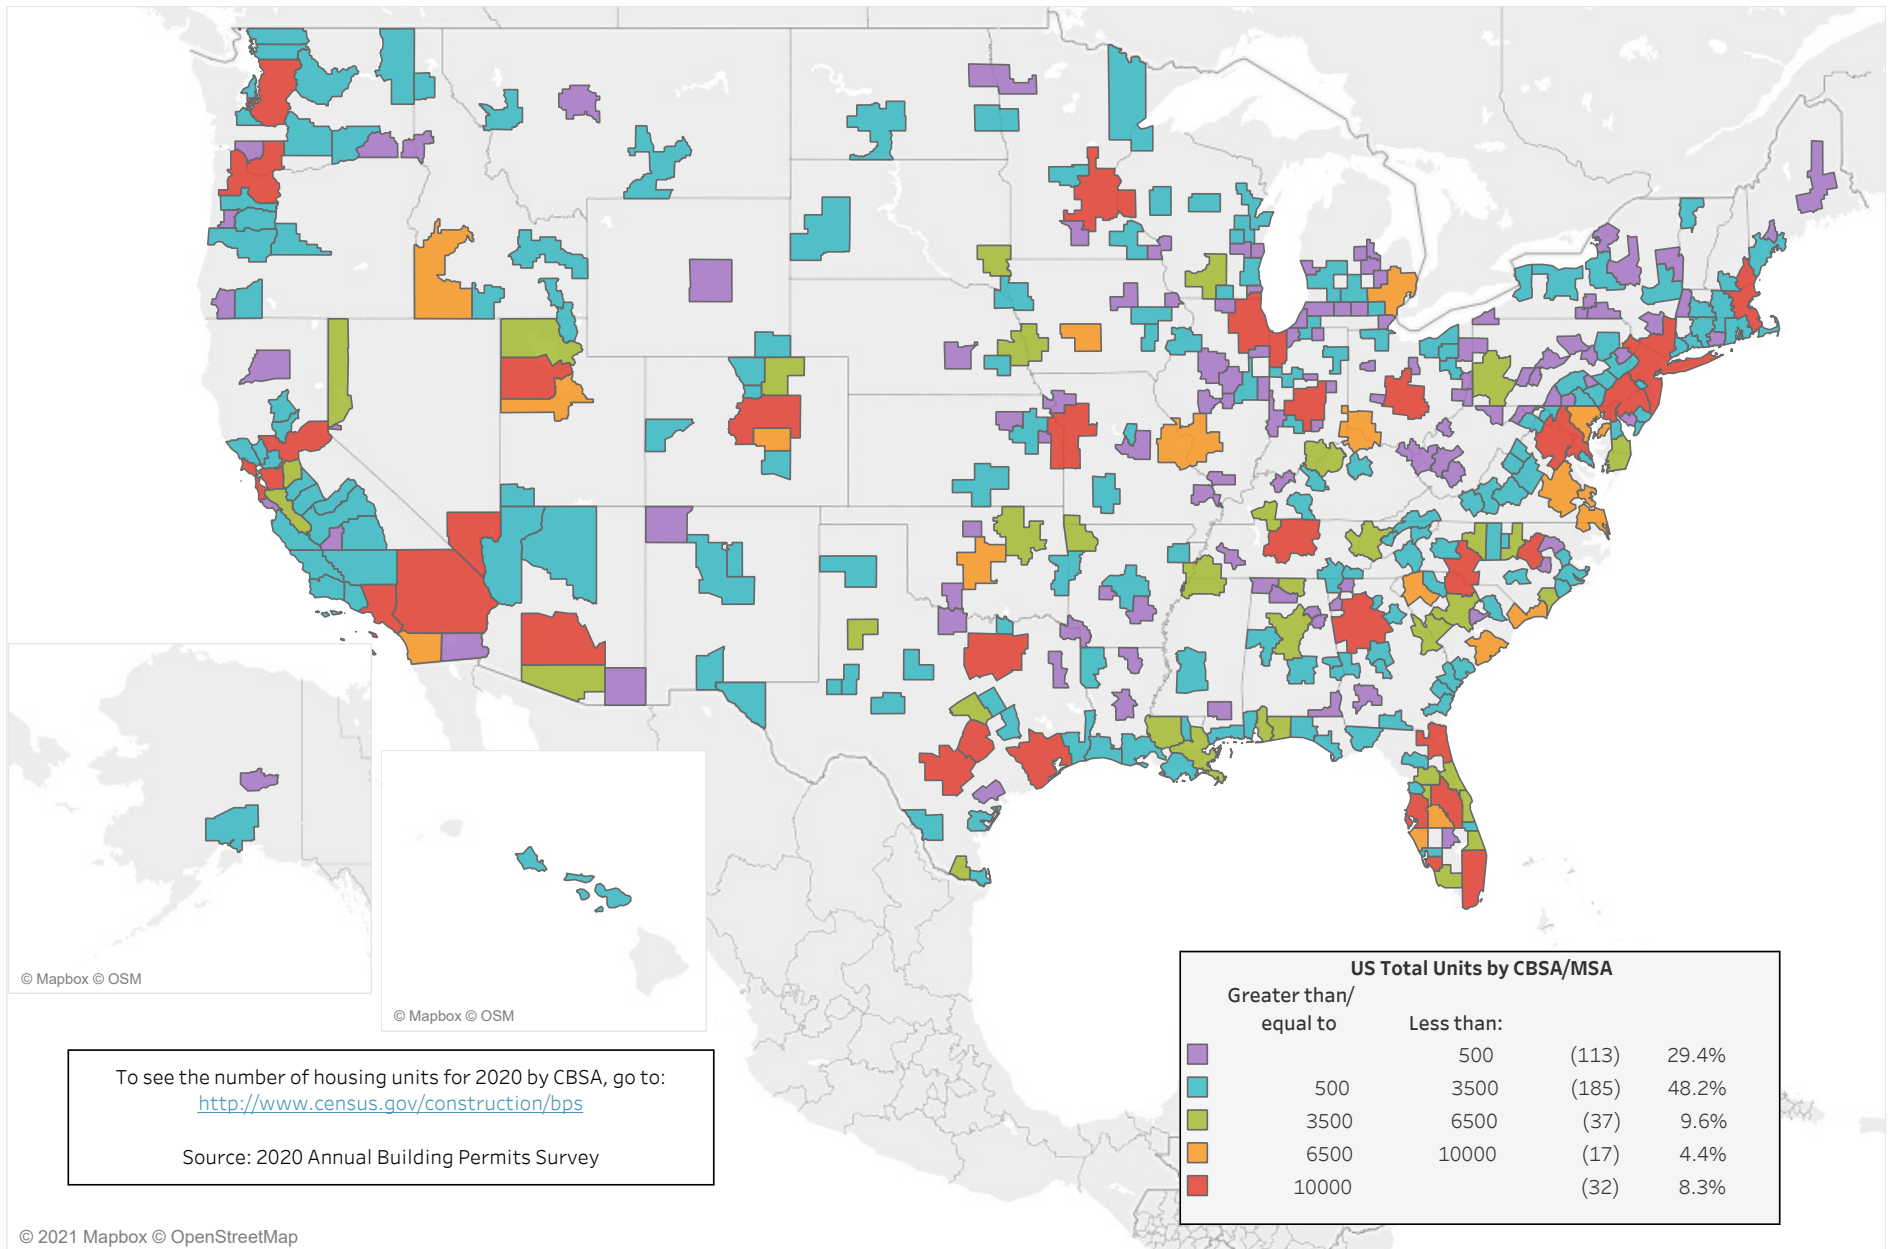 © Mapbox © OSM
© Mapbox © OSM
To see the number of housing units for 2020 by CBSA, go to:
http://www.census.gov/construction/bps
Source: 2020 Annual Building Permits Survey
US Total Units by CBSA/MSA
Greater than/
equal to Less than:
500 (113) 29.4%
500 3500 (185) 48.2%
3500 6500 (37) 9.6%
6500 10000 (17) 4.4%
10000 (32) 8.3%
© 2021 Mapbox © OpenStreetMap